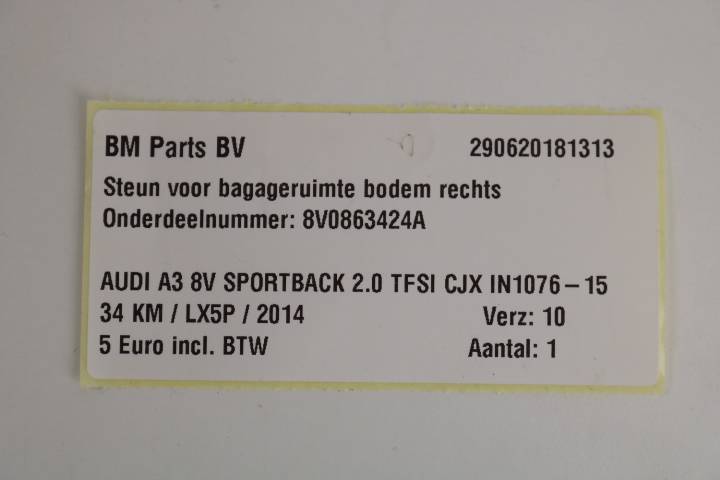 BM Parts BV 290620181313
Steun voor bagageruimte bodem rechts
Onderdeelnummer: 8V0863424A
AUDI A3 8V SPORTBACK 2.0 TFSI CJX IN1076-15
34 KM / LX5P / 2014 Verz: 10
5 Euro incl. BTW Aantal: 1